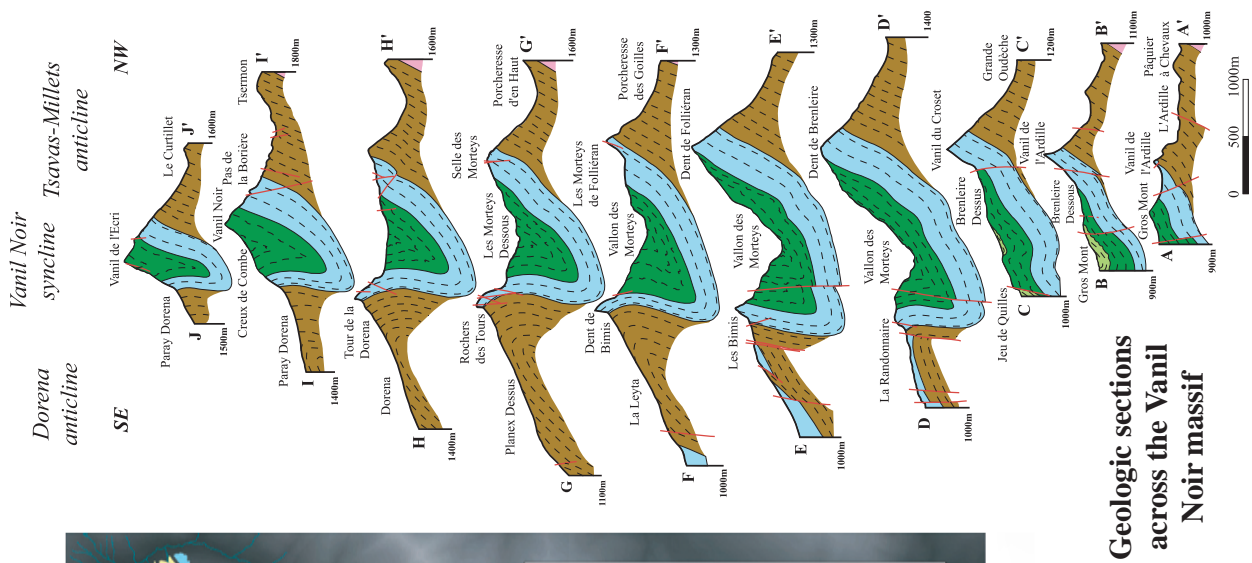 Dorena
anticline
Vanil Noir
syncline
Tsavas-Millets
anticline
SE
NW
J
1500m
Paray Dorena
Vanil de l'Ecri
Le Curtillet
J'
1600m
I
1400m
Paray Dorena
Creux de Combe
Vanil Noir
Pas de
la Borière
Tsermon
I'
1800m
H
1400m
Dorena
Tour de la
Dorena
H'
1600m
G
1100m
Planex Dessus
Rochers
des Tours
Les Morteys
Dessous
Selle des
Morteys
Porcheresse
d'en Haut
G'
1600m
F
1000m
La Leyta
Dent de
Bimis
Vallon des
Morteys
Les Morteys
de Folliéran
Dent de Folliéran
Porcheresse
des Goilles
F'
1300m
E
1000m
Les Bimis
Vallon des
Morteys
Dent de Brenleire
E'
1300m
D
1000m
La Randonnaire
Vallon des
Morteys
Vanil du Croset
D'
1400
C
1000m
Jeu de Quilles
Brenleire
Dessus
Vanil de
l'Ardille
Grande
Oudèche
C'
1200m
B
900m
Gros Mont
Brenleire
Dessous
B'
1100m
A
900m
Gros Mont
Vanil de
l'Ardille
L'Ardille
Pâquier
à Chevaux
A'
1000m
0
500
1000m
Geologic sections
across the Vanil
Noir massif